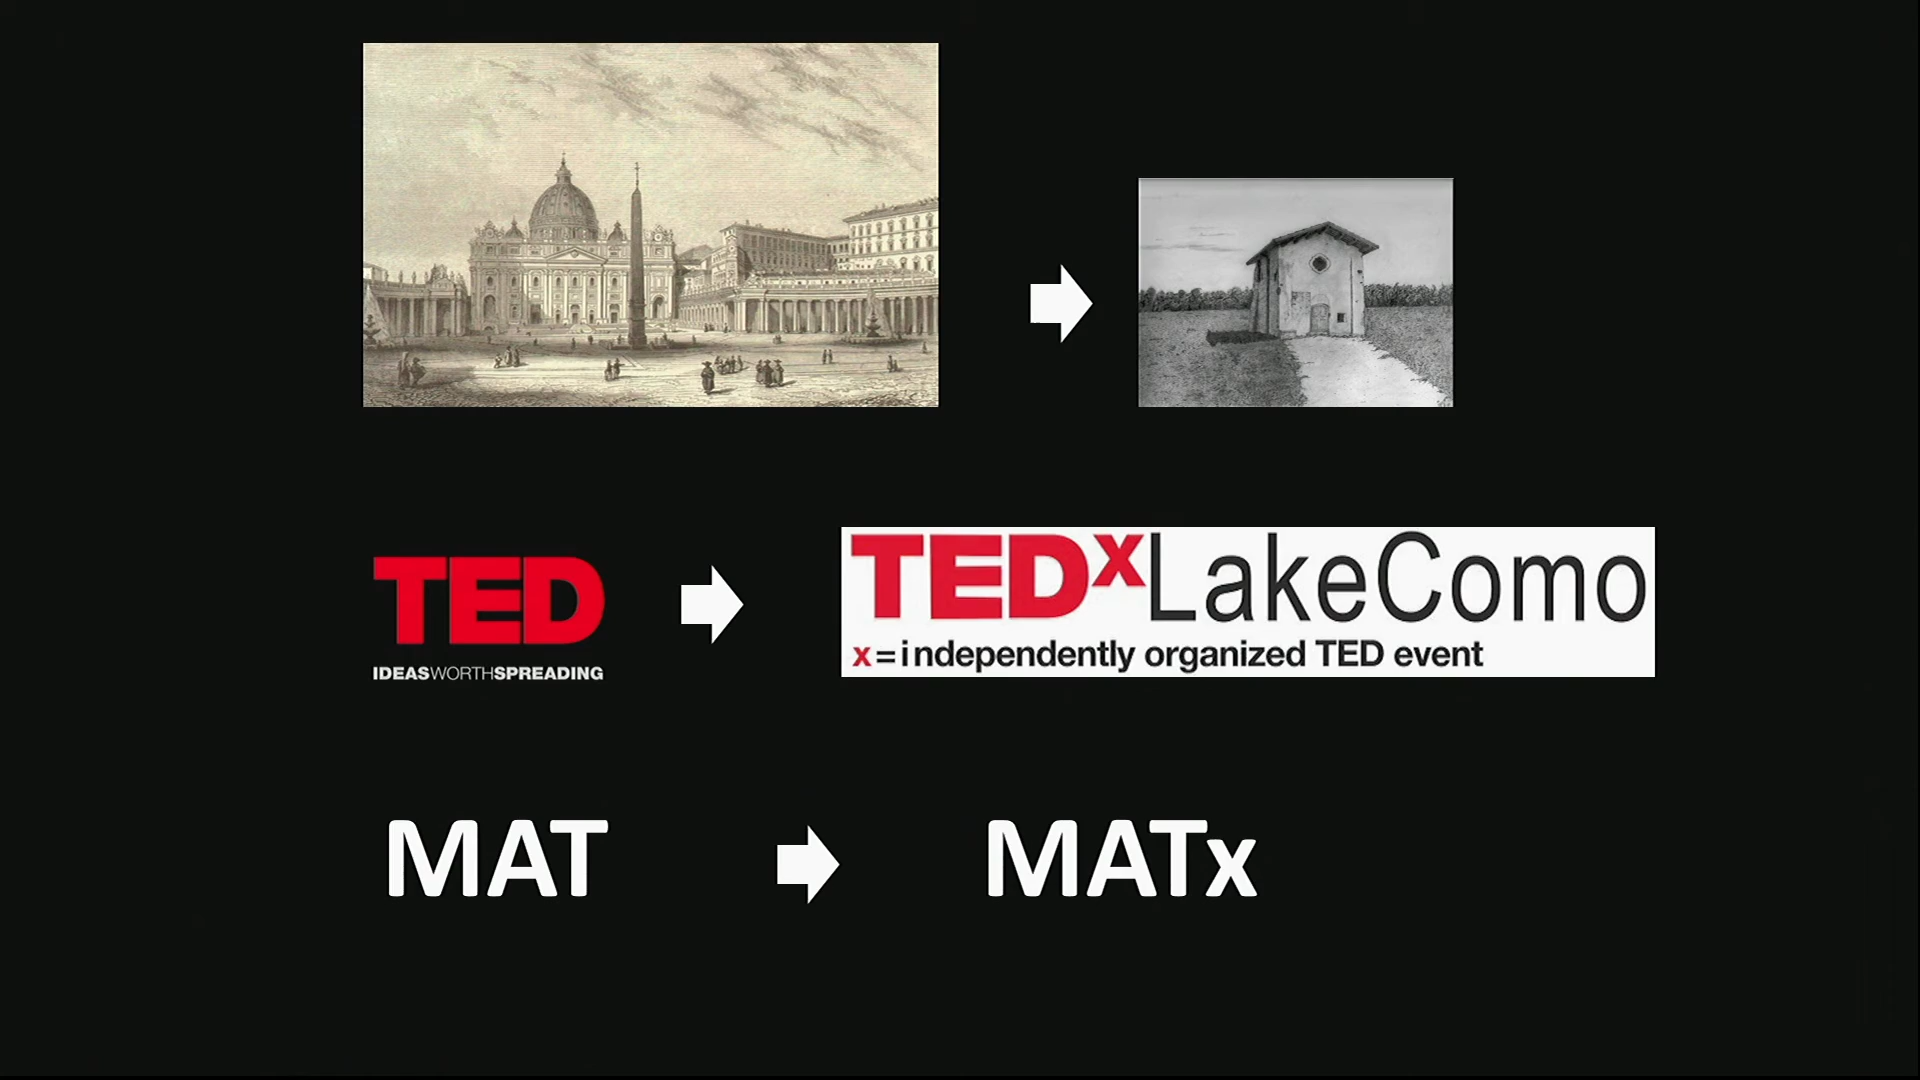 TED
IDEASWORTHSPREADING
TEDxLakeComo
x=independently organized TED event
MAT
MATx